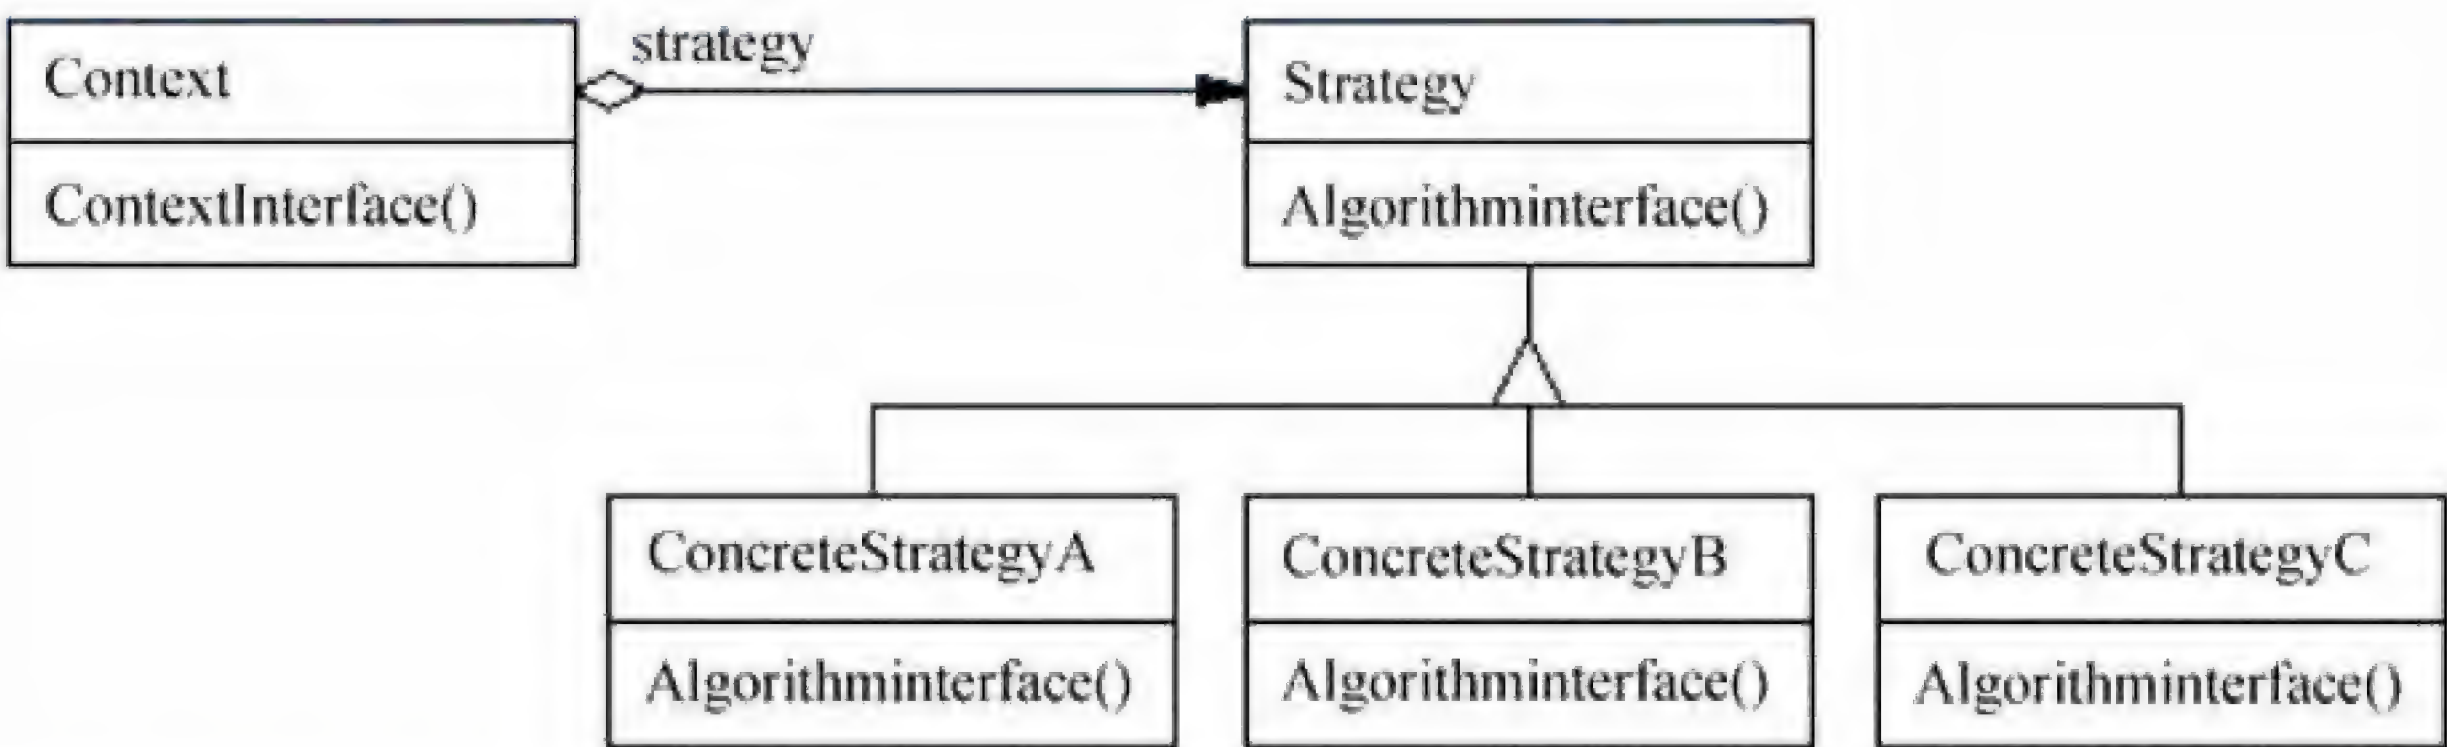 Context
strategy
Strategy
ContextInterface()
Algorithminterface()
ConcreteStrategyA
ConcreteStrategyB
ConcreteStrategyC
Algorithminterface()
Algorithminterface()
Algorithminterface()